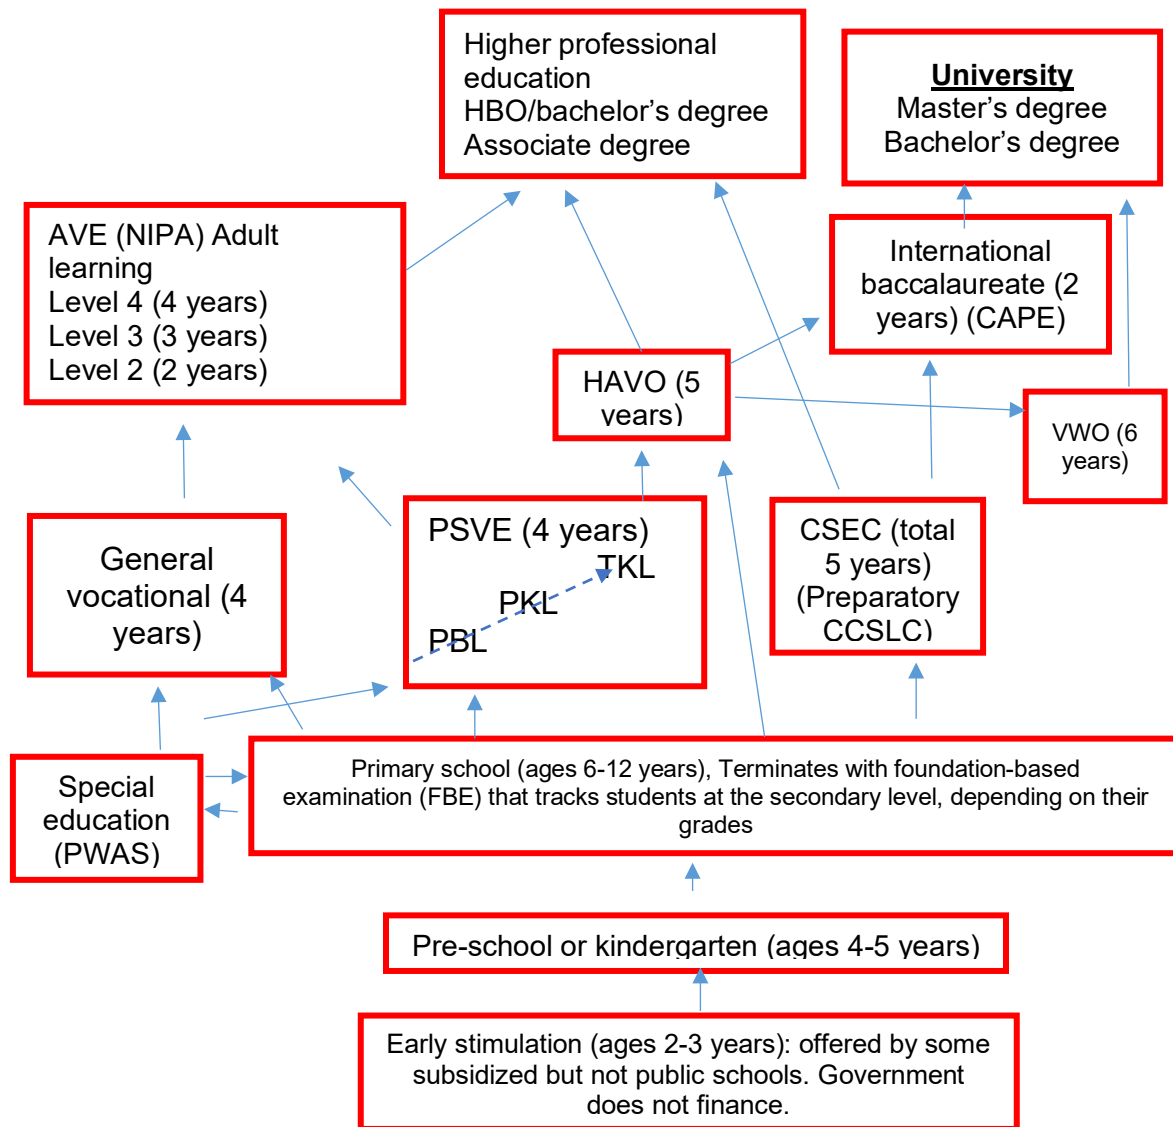 Higher professional
education
HBO/bachelor's degree
Associate degree
University
Master's degree
Bachelor's degree
AVE (NIPA) Adult
learning
Level 4 (4 years)
Level 3 (3 years)
Level 2 (2 years)
International
baccalaureate (2
years) (CAPE)
HAVO (5
years)
VWO (6
years)
General
vocational (4
years)
PSVE (4 years)
TKL
PKL
PBL
CSEC (total
5 years)
(Preparatory
CCSLC)
Special
education
(PWAS)
Primary school (ages 6-12 years), Terminates with foundation-based
examination (FBE) that tracks students at the secondary level, depending on their
grades
Pre-school or kindergarten (ages 4-5 years)
Early stimulation (ages 2-3 years): offered by some
subsidized but not public schools. Government
does not finance.